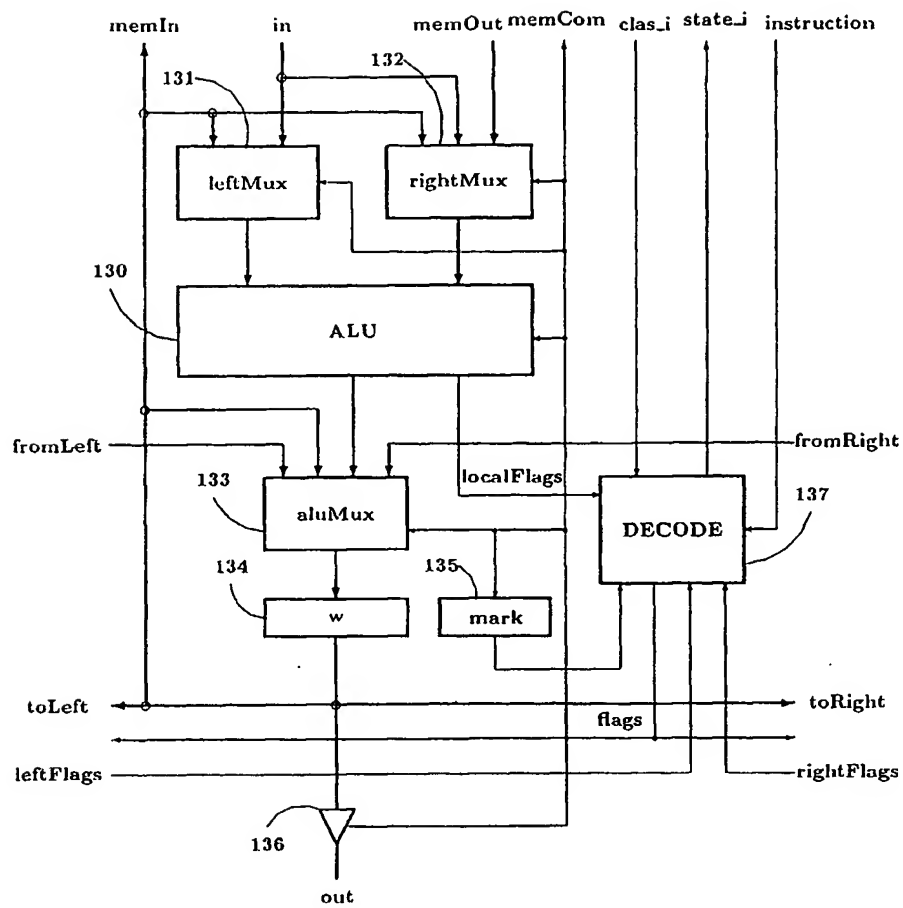 memIn in memOut memCom clas_i state_i instruction
131
132
leftMux rightMux
130
ALU
fromLeft fromRight
localFlags
133
aluMux
DECODE
137
134
135
w
mark
toLeft toRight
flags
leftFlags rightFlags
136
out